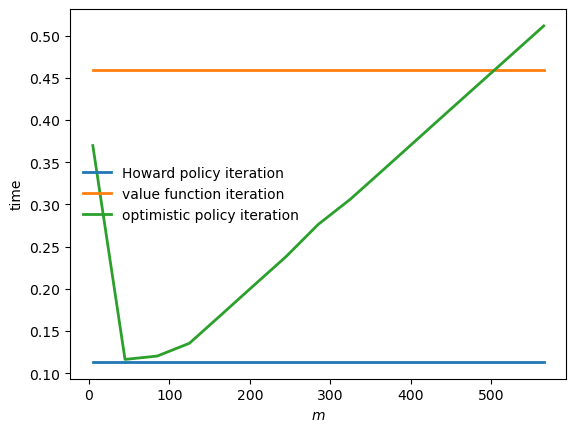 0.50
0.45
0.40
0.35
0.30
0.25
0.20
0.15
0.10
time
Howard policy iteration
value function iteration
optimistic policy iteration
0 100 200 300 400 500
m